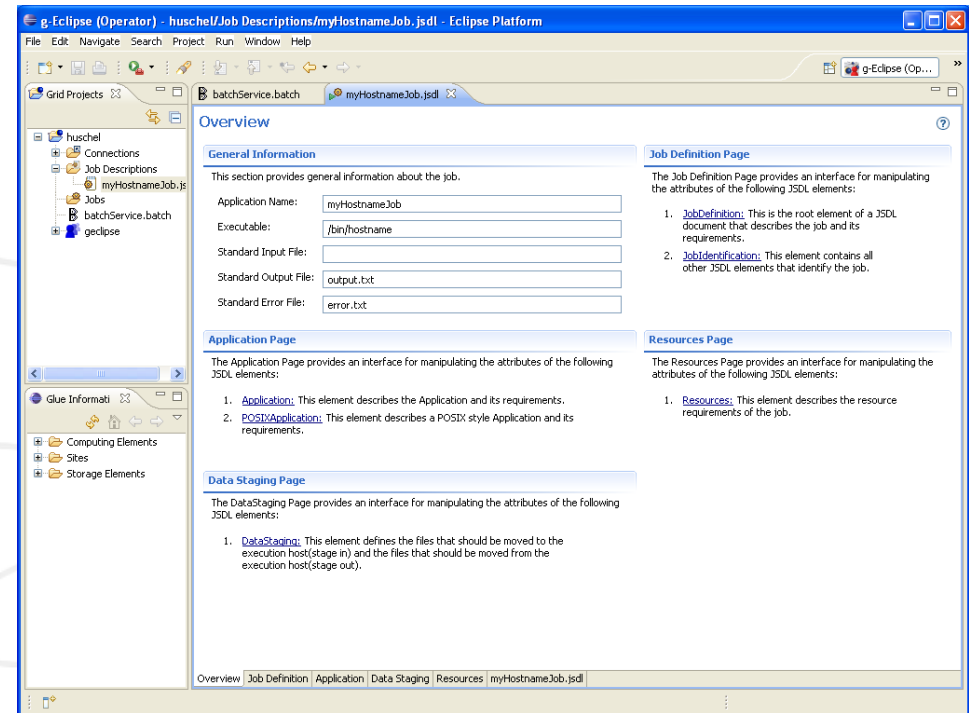 g-Eclipse (Operator) - huschel/Job Descriptions/myHostnameJob.jsdl - Eclipse Platform
File Edit Navigate Search Project Run Window Help
g-Eclipse (Op...
Grid Projects
huschel
Connections
Job Descriptions
myHostnameJob.js
Jobs
batchService.batch
geclipse
Glue Informati
Computing Elements
Sites
Storage Elements
batchService.batch
myHostnameJob.jsdl
Overview
General Information
This section provides general information about the job.
Application Name: myHostnameJob
Executable: /bin/hostname
Standard Input File:
Standard Output File: output.txt
Standard Error File: error.txt
Job Definition Page
The Job Definition Page provides an interface for manipulating
the attributes of the following JSDL elements:
1. JobDefinition: This is the root element of a JSDL
document that describes the job and its
requirements.
2. JobIdentification: This element contains all
other JSDL elements that identify the job.
Application Page
The Application Page provides an interface for manipulating the attributes of the following
JSDL elements:
1. Application: This element describes the Application and its requirements.
2. POSIXApplication: This element describes a POSIX style Application and its
requirements.
Resources Page
The Resources Page provides an interface for manipulating the
attributes of the following JSDL elements:
1. Resources: This element describes the resource
requirements of the job.
Data Staging Page
The DataStaging Page provides an interface for manipulating the attributes of the following
JSDL elements:
1. DataStaging: This element defines the files that should be moved to the
execution host(stage in) and the files that should be moved from the
execution host(stage out).
Overview Job Definition Application Data Staging Resources myHostnameJob.jsdl